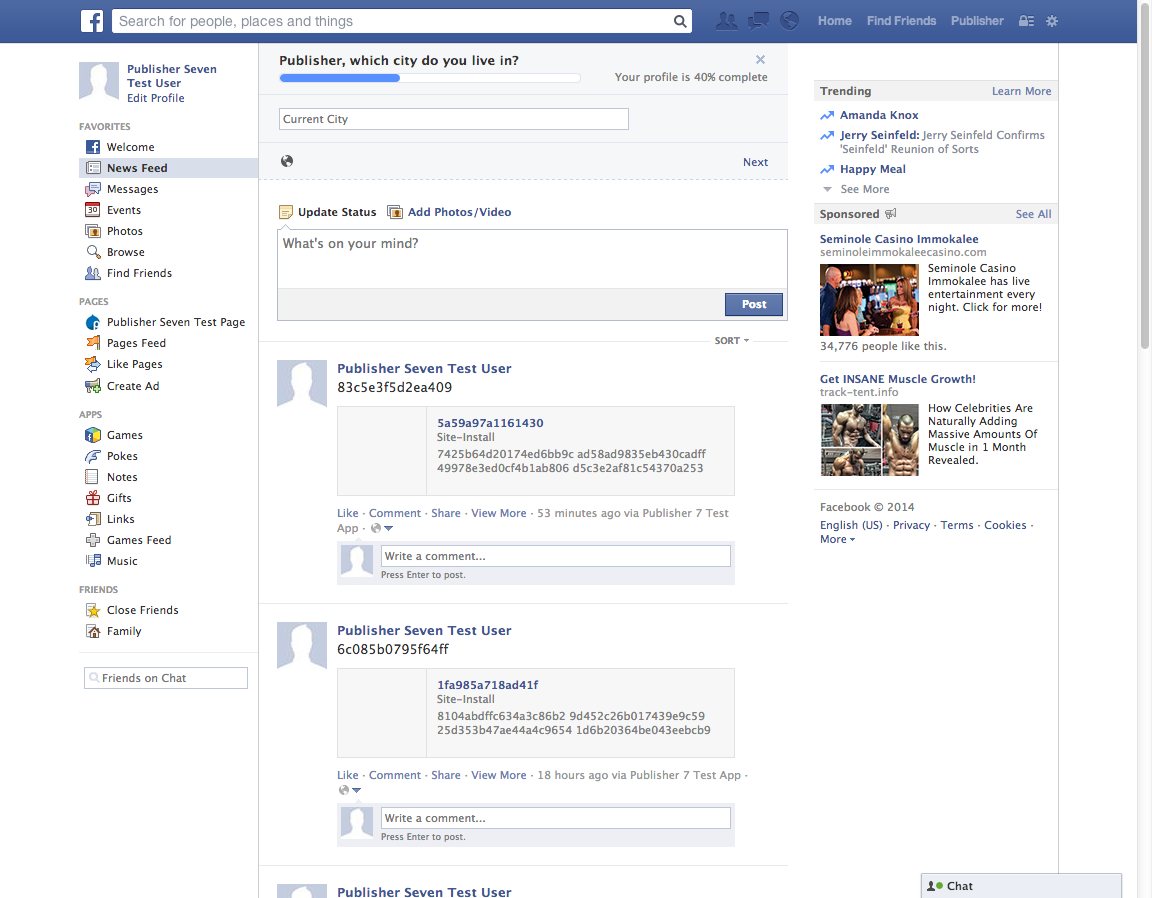 Search for people, places and things
Home Find Friends Publisher
Publisher Seven
Test User
Edit Profile
FAVORITES
Welcome
News Feed
Messages
30
Events
Photos
Browse
Find Friends
PAGES
Publisher Seven Test Page
Pages Feed
Like Pages
Create Ad
APPS
Games
Pokes
Notes
Gifts
Links
Games Feed
Music
FRIENDS
Close Friends
Family
Friends on Chat
Publisher, which city do you live in?
Your profile is 40% complete
Current City
Next
Update Status Add Photos/Video
What's on your mind?
Post
SORT
Publisher Seven Test User
83c5e3f5d2ea409
5a59a97a1161430
Site-Install
7425b64d20174ed6bb9c ad58ad9835eb430cadff
49978e3ed0cf4b1ab806 d5c3e2af81c54370a253
Like · Comment · Share · View More · 53 minutes ago via Publisher 7 Test
App ·
Write a comment...
Press Enter to post.
Publisher Seven Test User
6c085b0795f64ff
1fa985a718ad41f
Site-Install
8104abdffc634a3c86b2 9d452c26b017439e9c59
25d353b47ae44a4c9654 1d6b20364be043eebcb9
Like · Comment · Share · View More · 18 hours ago via Publisher 7 Test App ·
Write a comment...
Press Enter to post.
Publisher Seven Test User
Trending Learn More
Amanda Knox
Jerry Seinfeld: Jerry Seinfeld Confirms
'Seinfeld' Reunion of Sorts
Happy Meal
See More
Sponsored See All
Seminole Casino Immokalee
seminoleimmokaleecasino.com
Seminole Casino
Immokalee has live
entertainment every
night. Click for more!
34,776 people like this.
Get INSANE Muscle Growth!
track-tent.info
How Celebrities Are
Naturally Adding
Massive Amounts Of
Muscle in 1 Month
Revealed.
Facebook © 2014
English (US) · Privacy · Terms · Cookies ·
More
Chat